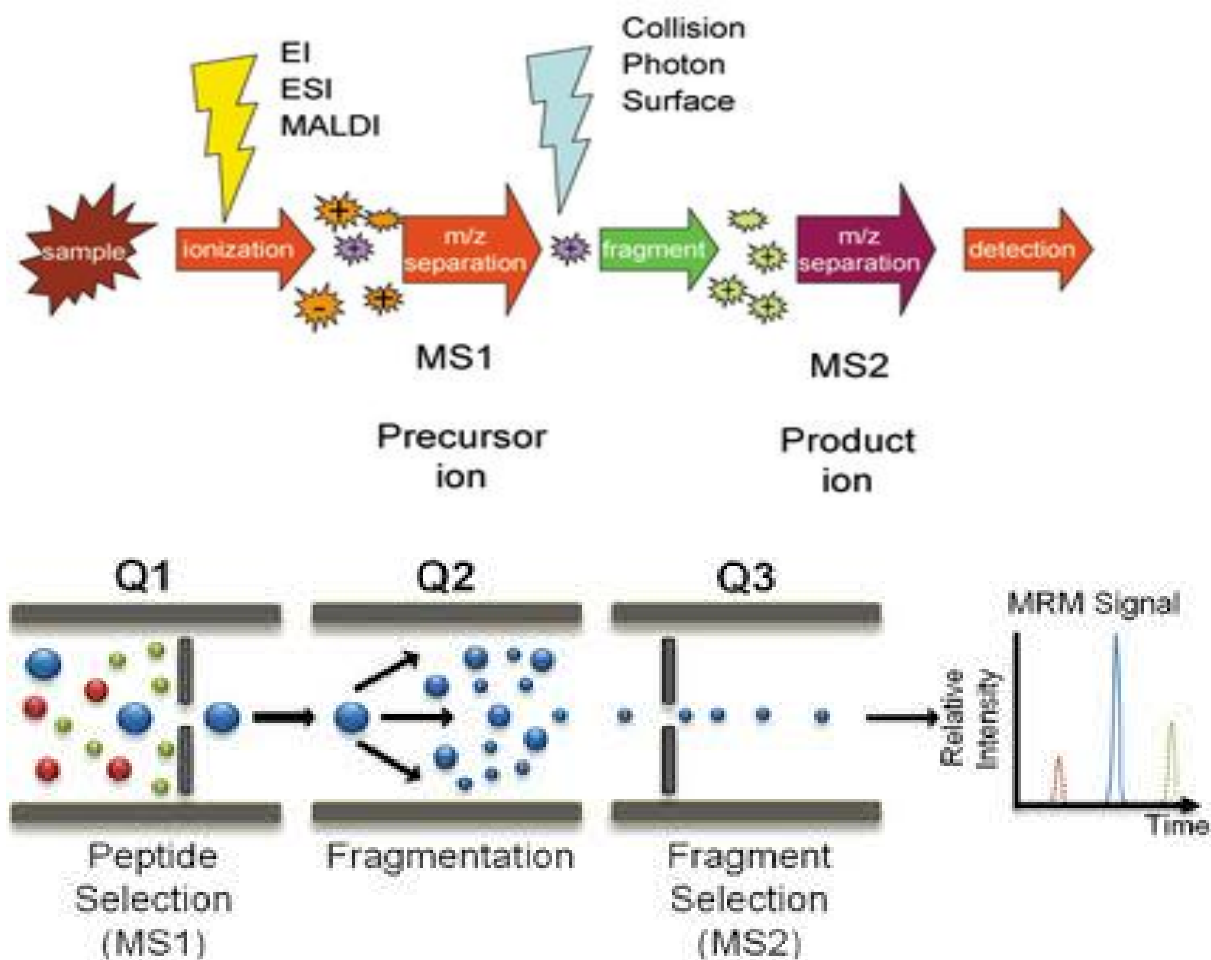 EI
ESI
MALDI
Collision
Photon
Surface
sample
ionization
m/z
separation
fragment
m/z
separation
detection
MS1
MS2
Precursor
ion
Product
ion
Q1
Q2
Q3
MRM Signal
Relative
Intensity
Time
Peptide
Selection
(MS1)
Fragmentation
Fragment
Selection
(MS2)
+
+
+
-
+
+
+
+